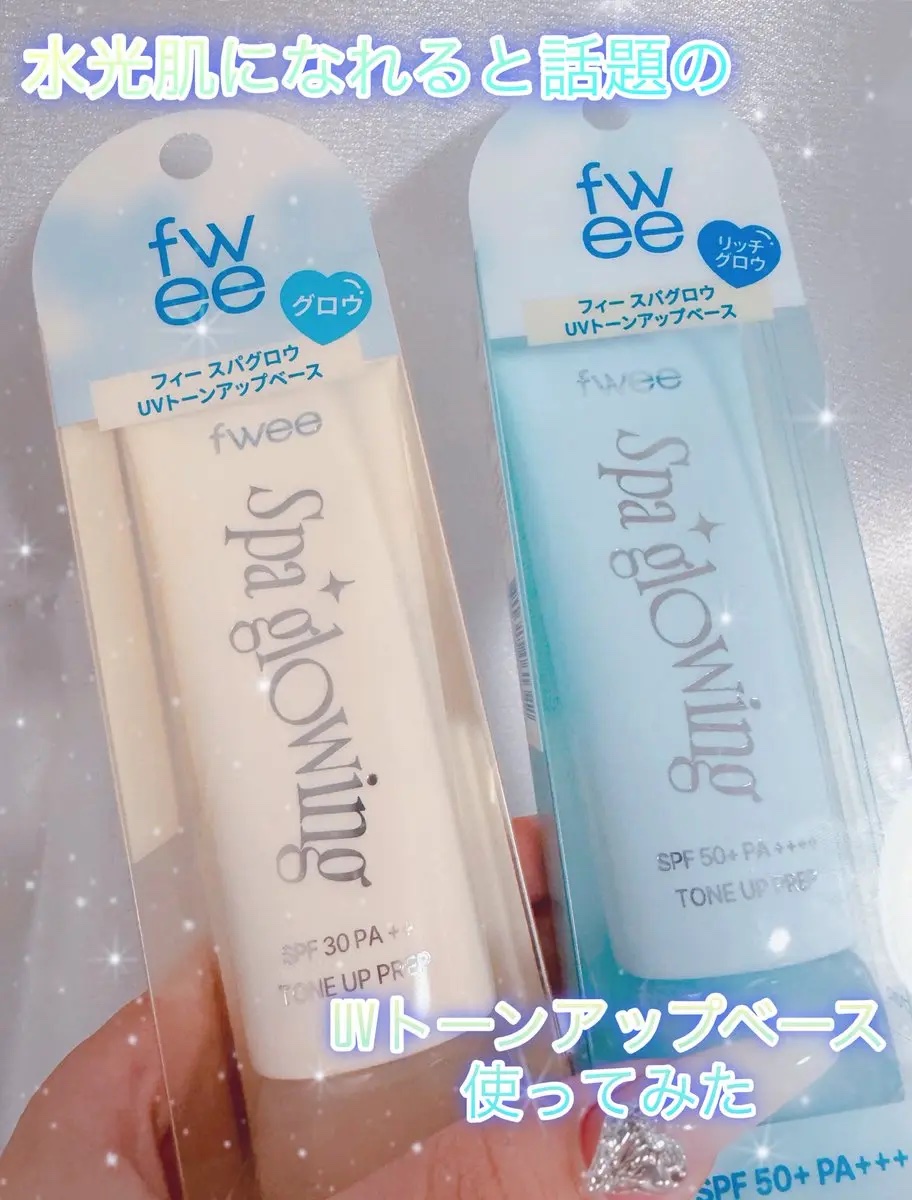 水光肌になれると話題の
fw
ee
グロウ
フィー スパグロウ
UVトーンアップベース
fwee
Spa glowing
SPF 30 PA ++
TONE UP PREP
fw
ee
リッチ
グロウ
フィー スパグロウ
UVトーンアップベース
fwee
Spa glowing
SPF 50+ PA ++++
TONE UP PREP
UVトーンアップベース
使ってみた
SPF 50+ PA+++